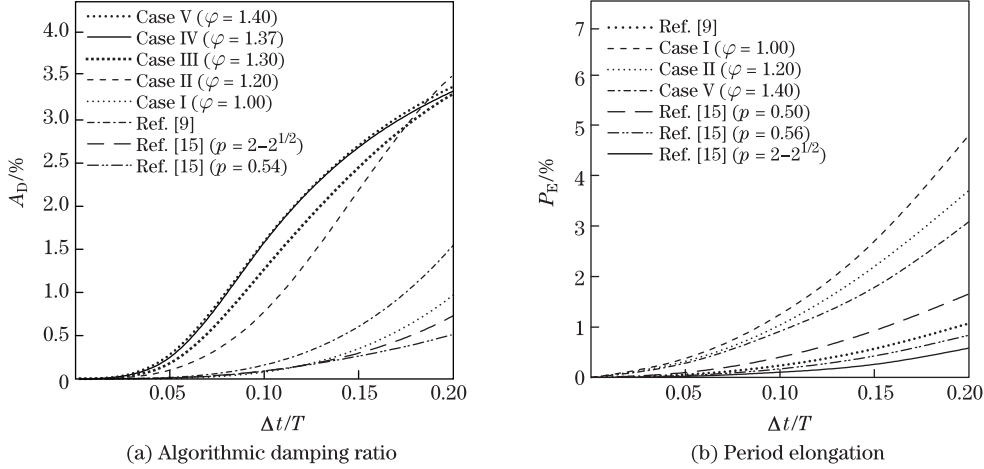 4.0
3.5
3.0
2.5
2.0
1.5
1.0
0.5
0
A_D/%
Case V (φ = 1.40)
Case IV (φ = 1.37)
Case III (φ = 1.30)
Case II (φ = 1.20)
Case I (φ = 1.00)
Ref. [9]
Ref. [15] (p = 2–2^{1/2})
Ref. [15] (p = 0.54)
0.05 0.10 0.15 0.20
Δt/T
(a) Algorithmic damping ratio
7
6
5
4
3
2
1
0
P_E/%
Ref. [9]
Case I (φ = 1.00)
Case II (φ = 1.20)
Case V (φ = 1.40)
Ref. [15] (p = 0.50)
Ref. [15] (p = 0.56)
Ref. [15] (p = 2–2^{1/2})
0.05 0.10 0.15 0.20
Δt/T
(b) Period elongation